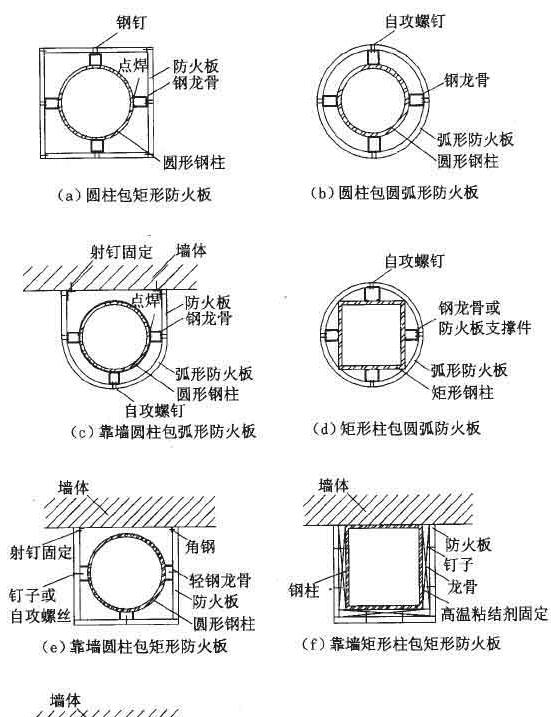 钢钉
点焊
防火板
钢龙骨
圆形钢柱
(a)圆柱包矩形防火板
自攻螺钉
钢龙骨
弧形防火板
圆形钢柱
(b)圆柱包圆弧形防火板
射钉固定
墙体
点焊
防火板
钢龙骨
弧形防火板
圆形钢柱
自攻螺钉
(c)靠墙圆柱包弧形防火板
自攻螺钉
钢龙骨或
防火板支撑件
弧形防火板
矩形钢柱
(d)矩形柱包圆弧防火板
墙体
射钉固定
角钢
钉子或
自攻螺丝
轻钢龙骨
防火板
圆形钢柱
(e)靠墙圆柱包矩形防火板
墙体
防火板
钉子
龙骨
钢柱
高温粘结剂固定
(f)靠墙矩形柱包矩形防火板
墙体